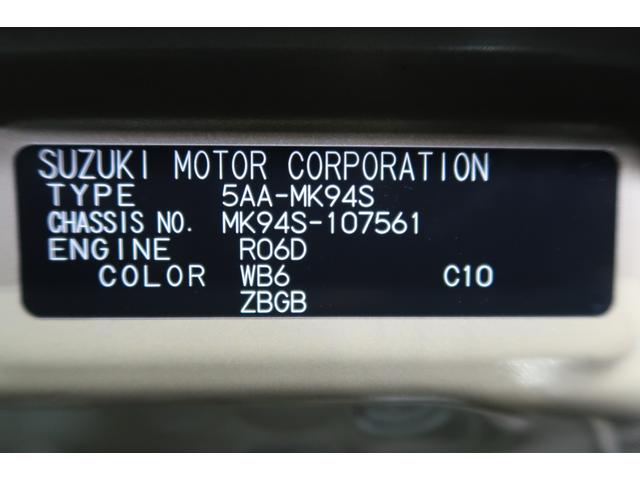 SUZUKI MOTOR CORPORATION
TYPE 5AA-MK94S
CHASSIS NO. MK94S-107561
ENGINE R06D
COLOR WB6 C10
ZBGB